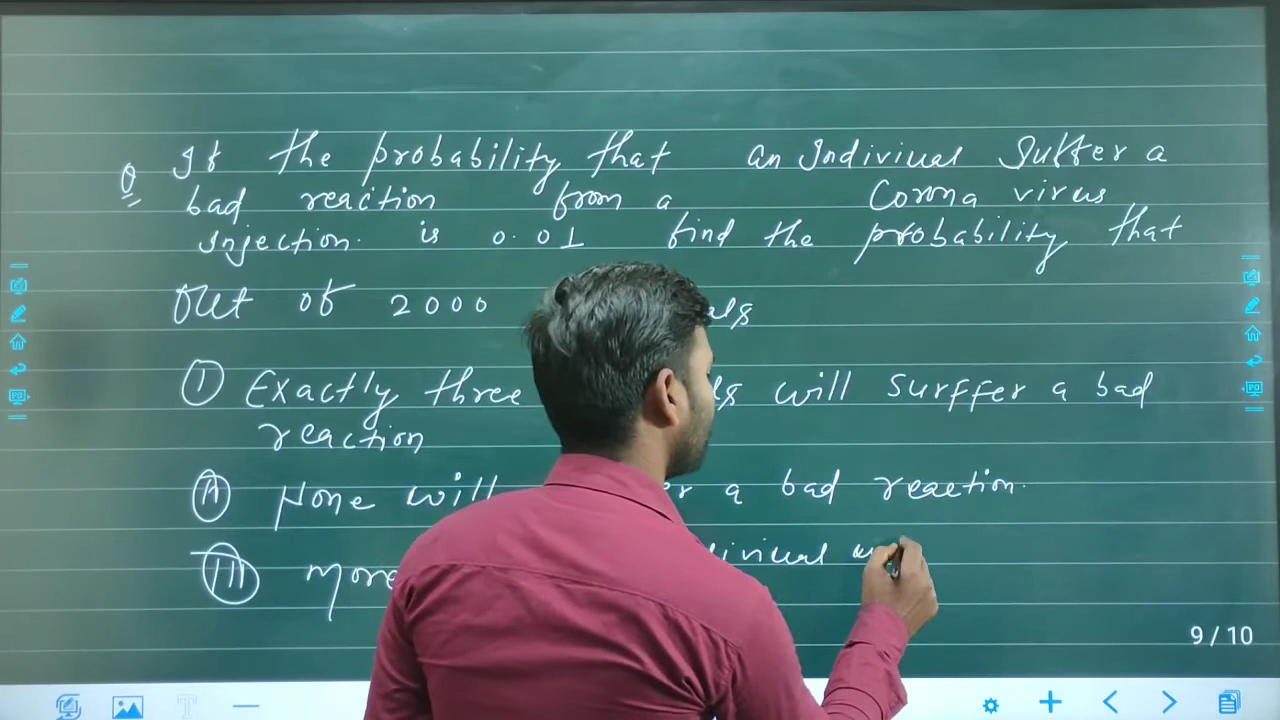 Q If the probability that an Indiviual Suffer a
bad reaction from a Corona virus
Injection. is 0.01 find the probability that
Out of 2000
I Exactly three will surffer a bad
reaction
II None will a bad reaction.
III more
9/10